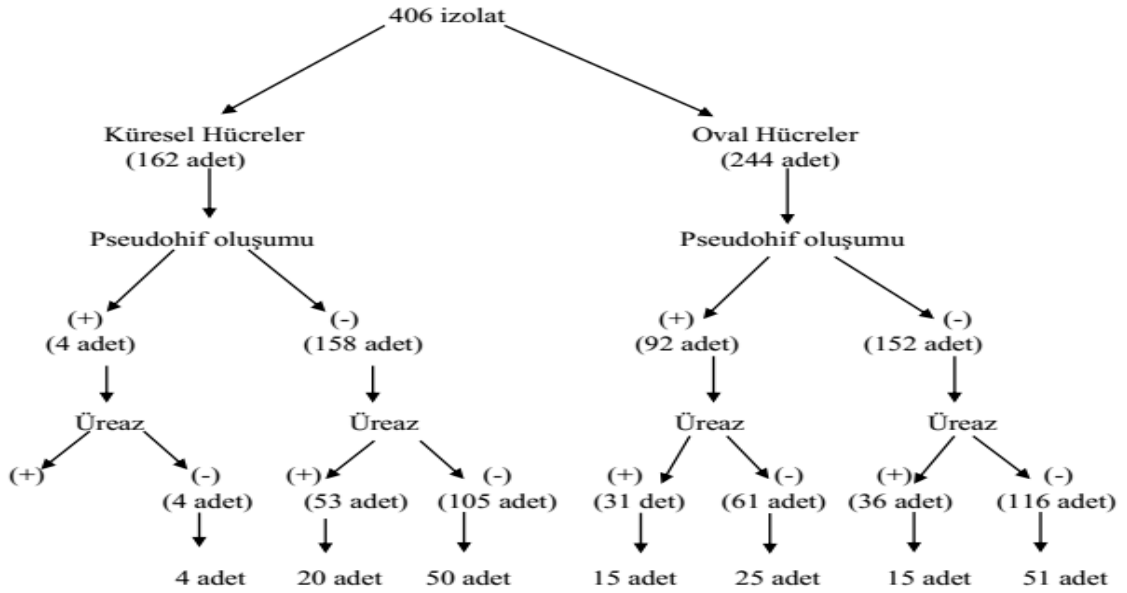 406 izolat
Küresel Hücreler
(162 adet)
Oval Hücreler
(244 adet)
Pseudohif oluşumu
Pseudohif oluşumu
(+)
(4 adet)
(-)
(158 adet)
(+)
(92 adet)
(-)
(152 adet)
Üreaz
Üreaz
Üreaz
Üreaz
(+)
(-)
(4 adet)
(+)
(53 adet)
(-)
(105 adet)
(+)
(31 det)
(-)
(61 adet)
(+)
(36 adet)
(-)
(116 adet)
4 adet
20 adet
50 adet
15 adet
25 adet
15 adet
51 adet